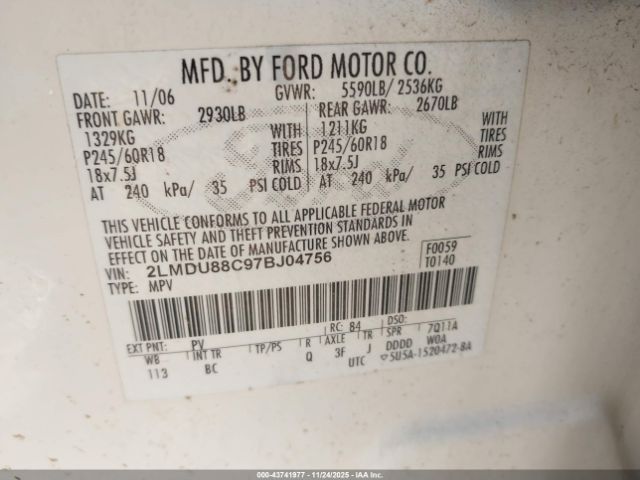 MFD. BY FORD MOTOR CO.
DATE: 11/06 GVWR: 5590LB/ 2536KG
FRONT GAWR: 2930LB REAR GAWR: 2670LB
1329KG WITH 1211KG WITH
P245/60R18 TIRES P245/60R18 TIRES
18x7.5J RIMS 18x7.5J RIMS
AT 240 kPa/ 35 PSI COLD AT 240 kPa/ 35 PSI COLD
THIS VEHICLE CONFORMS TO ALL APPLICABLE FEDERAL MOTOR
VEHICLE SAFETY AND THEFT PREVENTION STANDARDS IN
EFFECT ON THE DATE OF MANUFACTURE SHOWN ABOVE.
VIN: 2LMDU88C97BJ04756 F0059
TYPE: MPV T0140
EXT PNT: PV RC: 84 DSO:
WB INT TR TP/PS R AXLE TR SPR 7Q11A
113 BC Q 3F J DDDD WOA
UTC ▽5U5A-1520472-BA
Ford
000-43741977 - 11/24/2025 - IAA Inc.